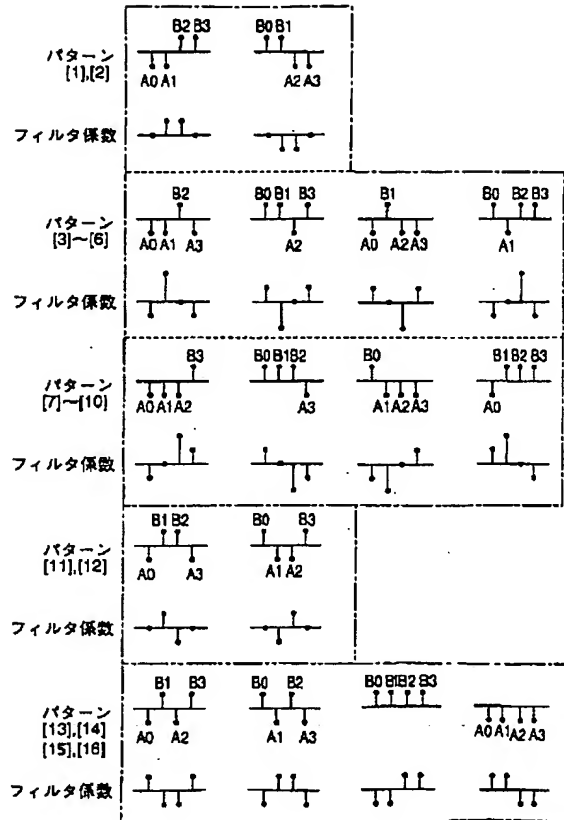 B2 B3 B0 B1
パターン
[1],[2]
A0 A1 A2 A3
フィルタ係数
B2 B0 B1 B3 B1 B0 B2 B3
パターン
[3]〜[6]
A0 A1 A3 A2 A0 A2 A3 A1
フィルタ係数
B3 B0 B1B2 B0 B1 B2 B3
パターン
[7]〜[10]
A0 A1 A2 A3 A1 A2 A3 A0
フィルタ係数
B1 B2 B0 B3
パターン
[11],[12]
A0 A3 A1 A2
フィルタ係数
B1 B3 B0 B2 B0 B1B2 B3
パターン
[13],[14]
[15],[16]
A0 A2 A1 A3 A0 A1 A2 A3
フィルタ係数